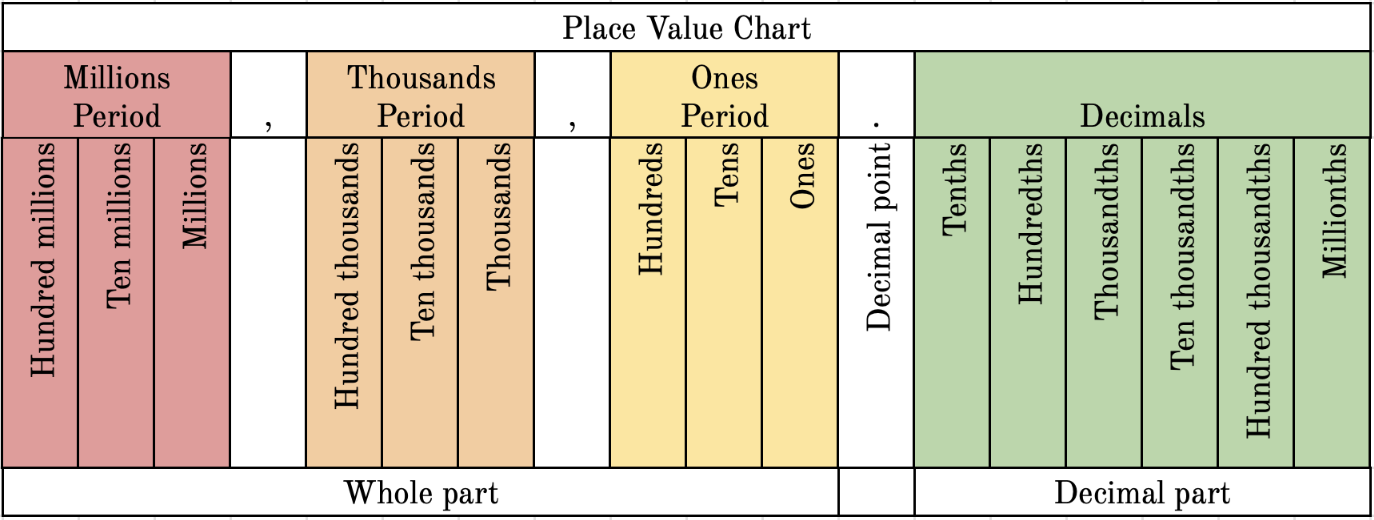 Place Value Chart
Millions
Period
,
Thousands
Period
,
Ones
Period
.
Decimals
Hundred millions
Ten millions
Millions
Hundred thousands
Ten thousands
Thousands
Hundreds
Tens
Ones
Decimal point
Tenths
Hundredths
Thousandths
Ten thousandths
Hundred thousandths
Millionths
Whole part
Decimal part